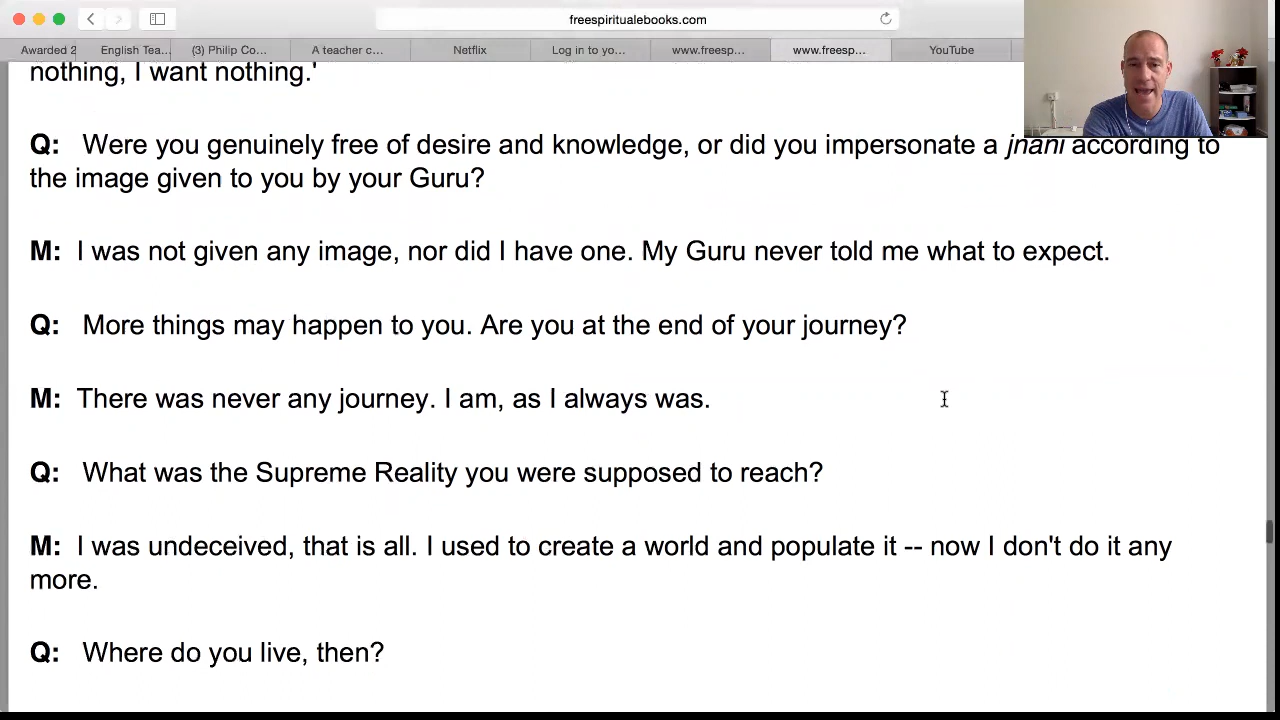 freespiritualebooks.com
Awarded 2
English Tea...
(3) Philip Co...
A teacher c...
Netflix
Log in to yo...
www.freesp...
www.freesp...
YouTube
nothing, I want nothing.'
Q: Were you genuinely free of desire and knowledge, or did you impersonate a jnani according to
the image given to you by your Guru?
M: I was not given any image, nor did I have one. My Guru never told me what to expect.
Q: More things may happen to you. Are you at the end of your journey?
M: There was never any journey. I am, as I always was.
Q: What was the Supreme Reality you were supposed to reach?
M: I was undeceived, that is all. I used to create a world and populate it -- now I don't do it any
more.
Q: Where do you live, then?